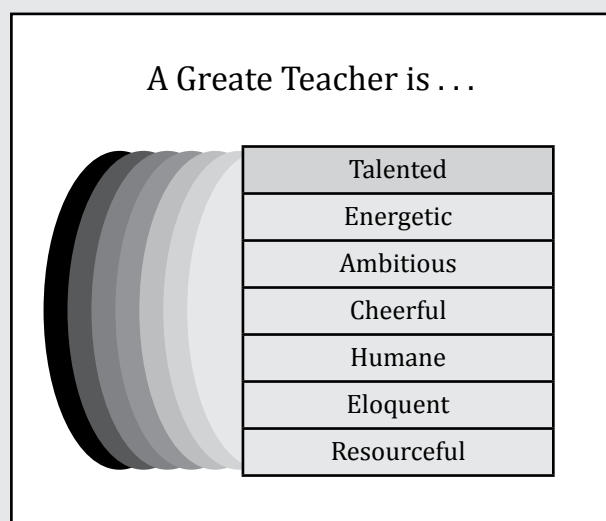 A Greate Teacher is . . .
Talented
Energetic
Ambitious
Cheerful
Humane
Eloquent
Resourceful